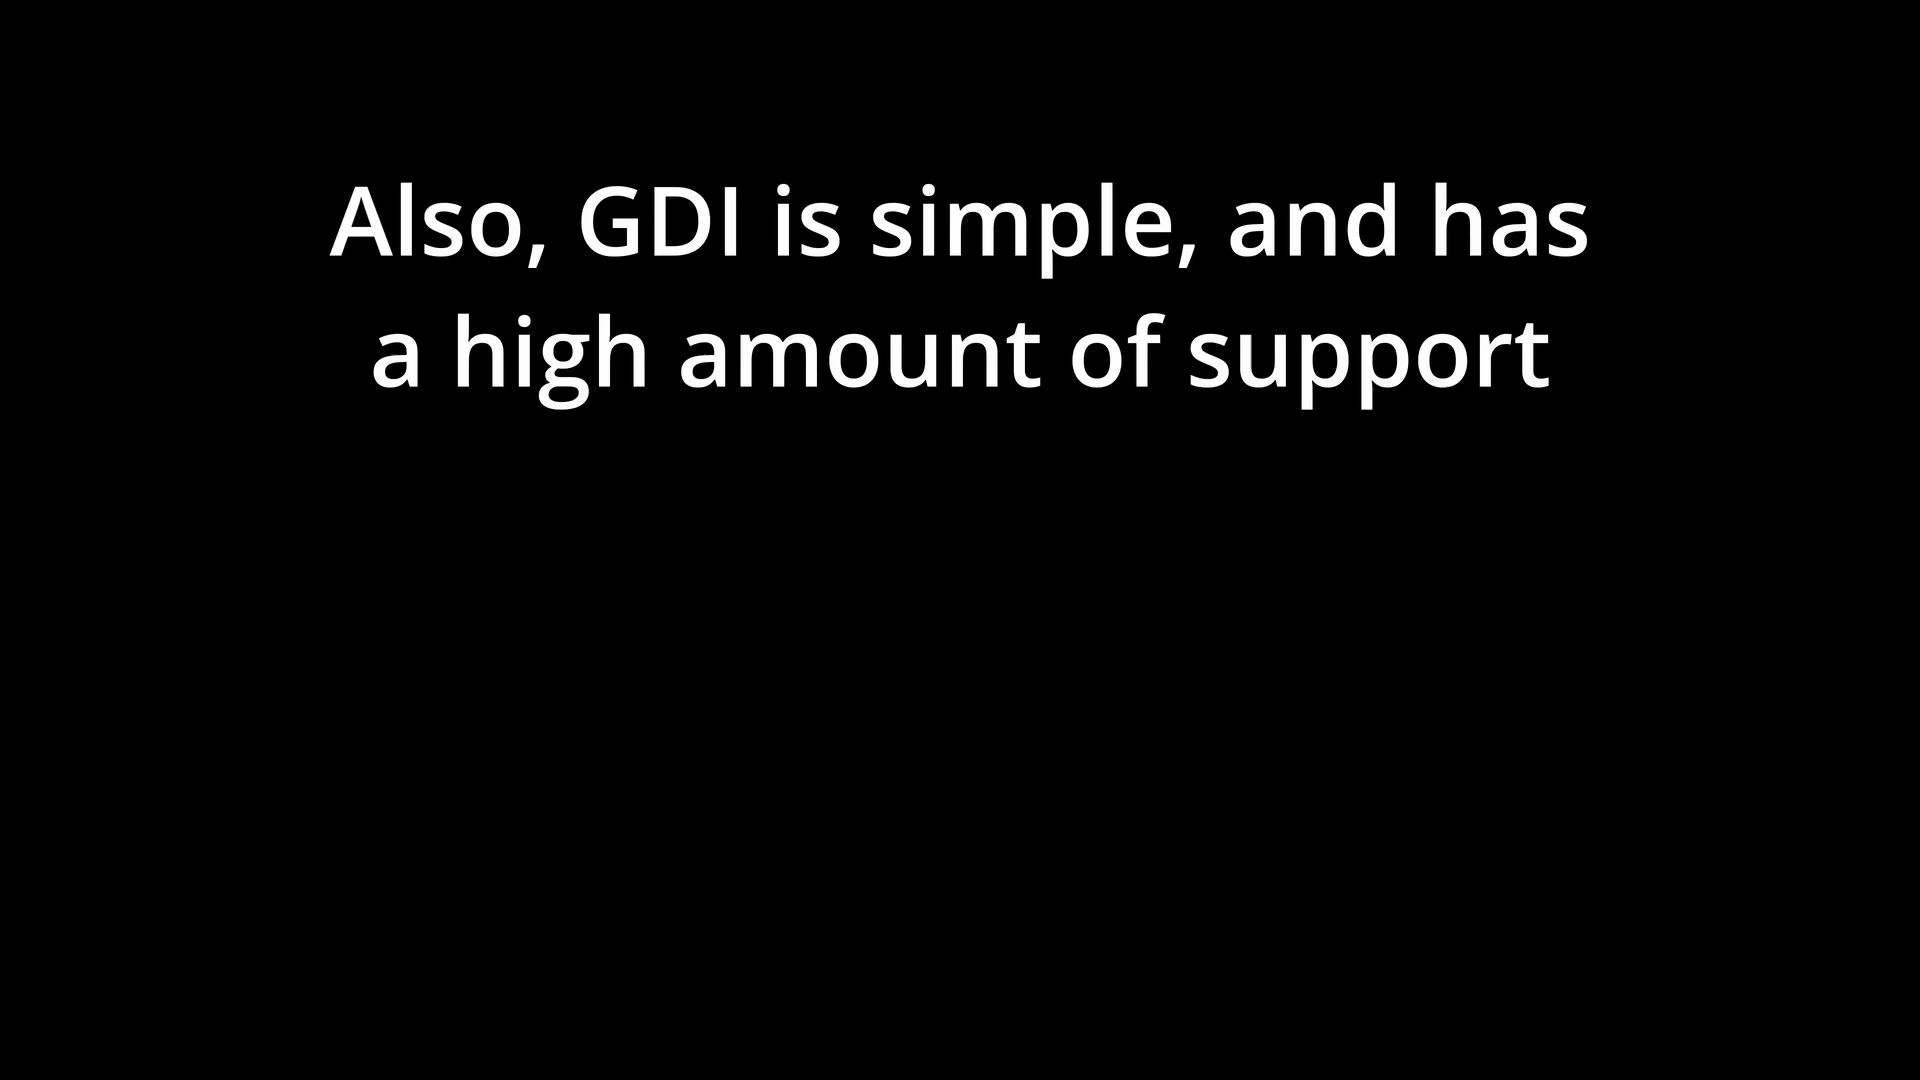 Also, GDI is simple, and has
a high amount of support